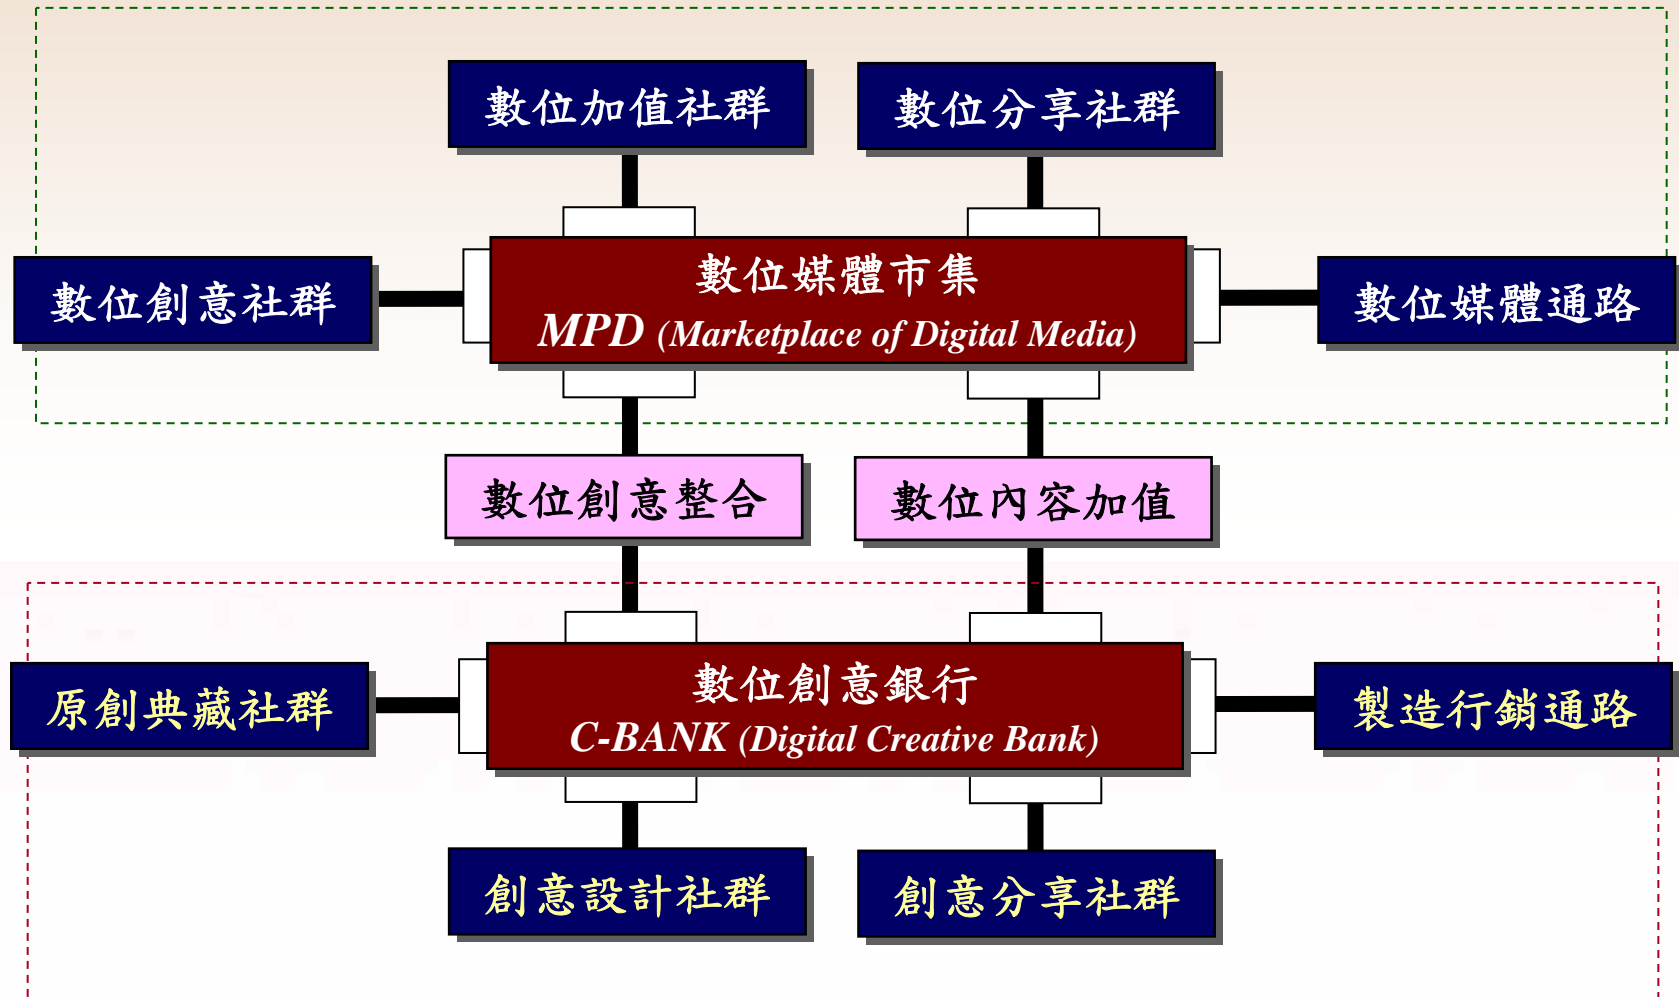 數位加值社群
數位分享社群
數位創意社群
數位媒體市集
MPD (Marketplace of Digital Media)
數位媒體通路
數位創意整合
數位內容加值
原創典藏社群
數位創意銀行
C-BANK (Digital Creative Bank)
製造行銷通路
創意設計社群
創意分享社群